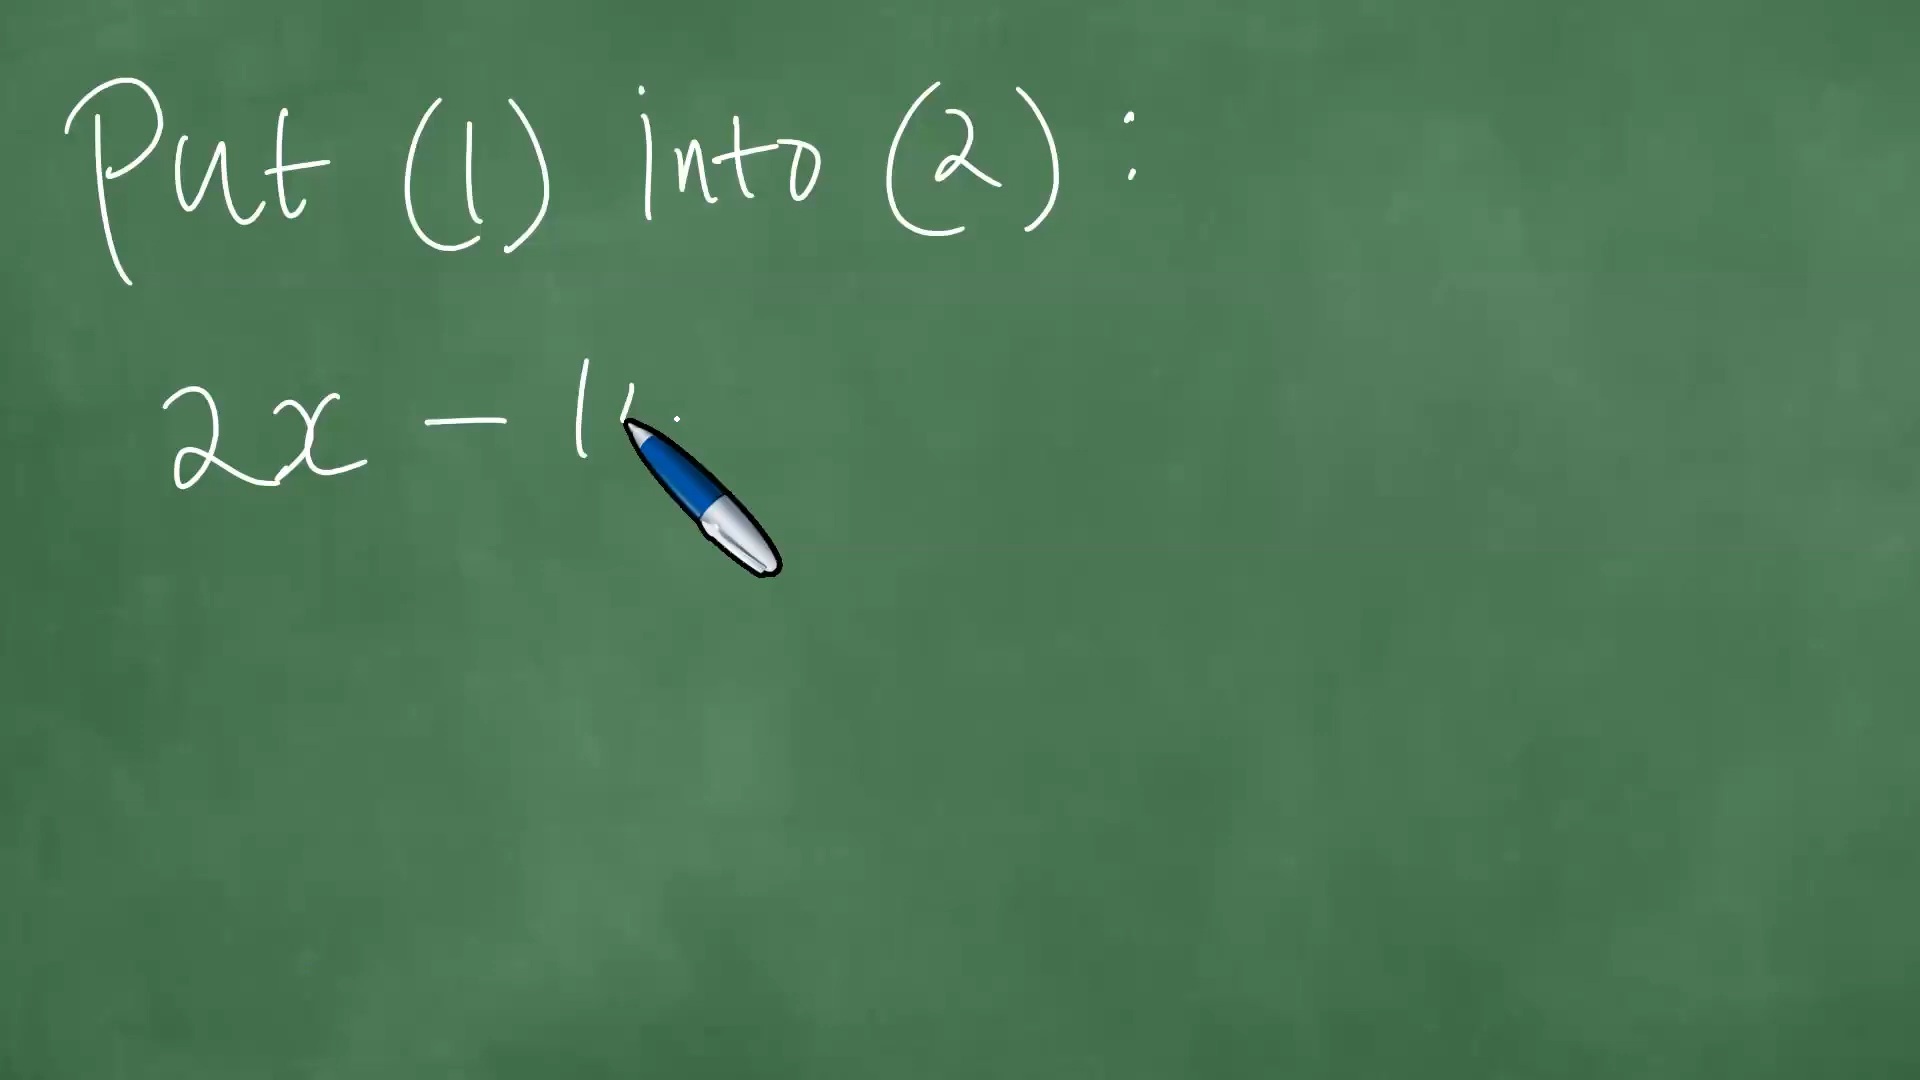 Put (1) into (2) :
2x - 1